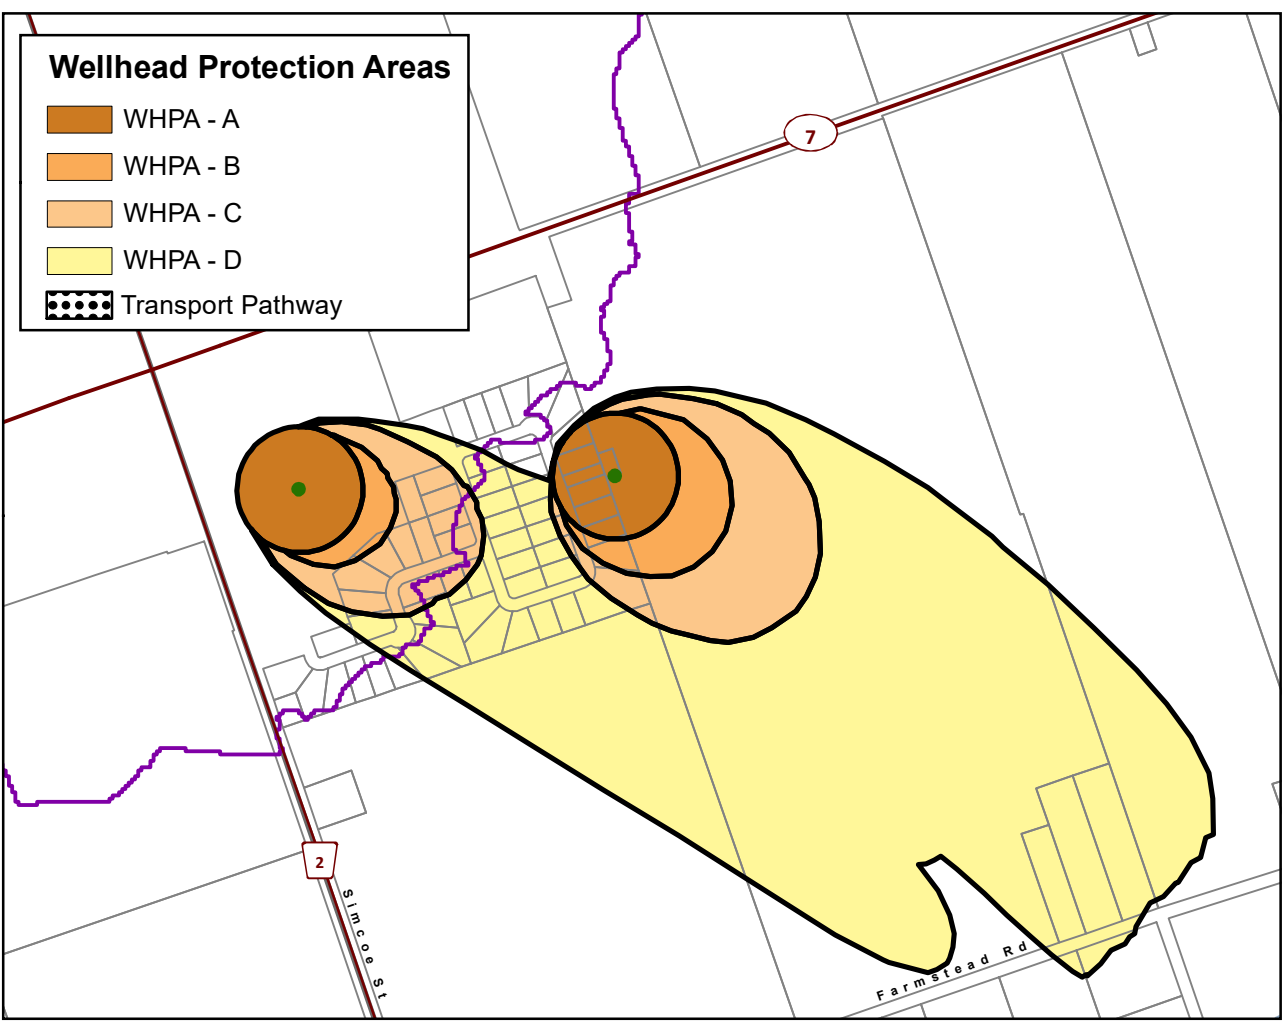 Wellhead Protection Areas
WHPA - A
WHPA - B
WHPA - C
WHPA - D
Transport Pathway
7
2
Simcoe St
Farmstead Rd